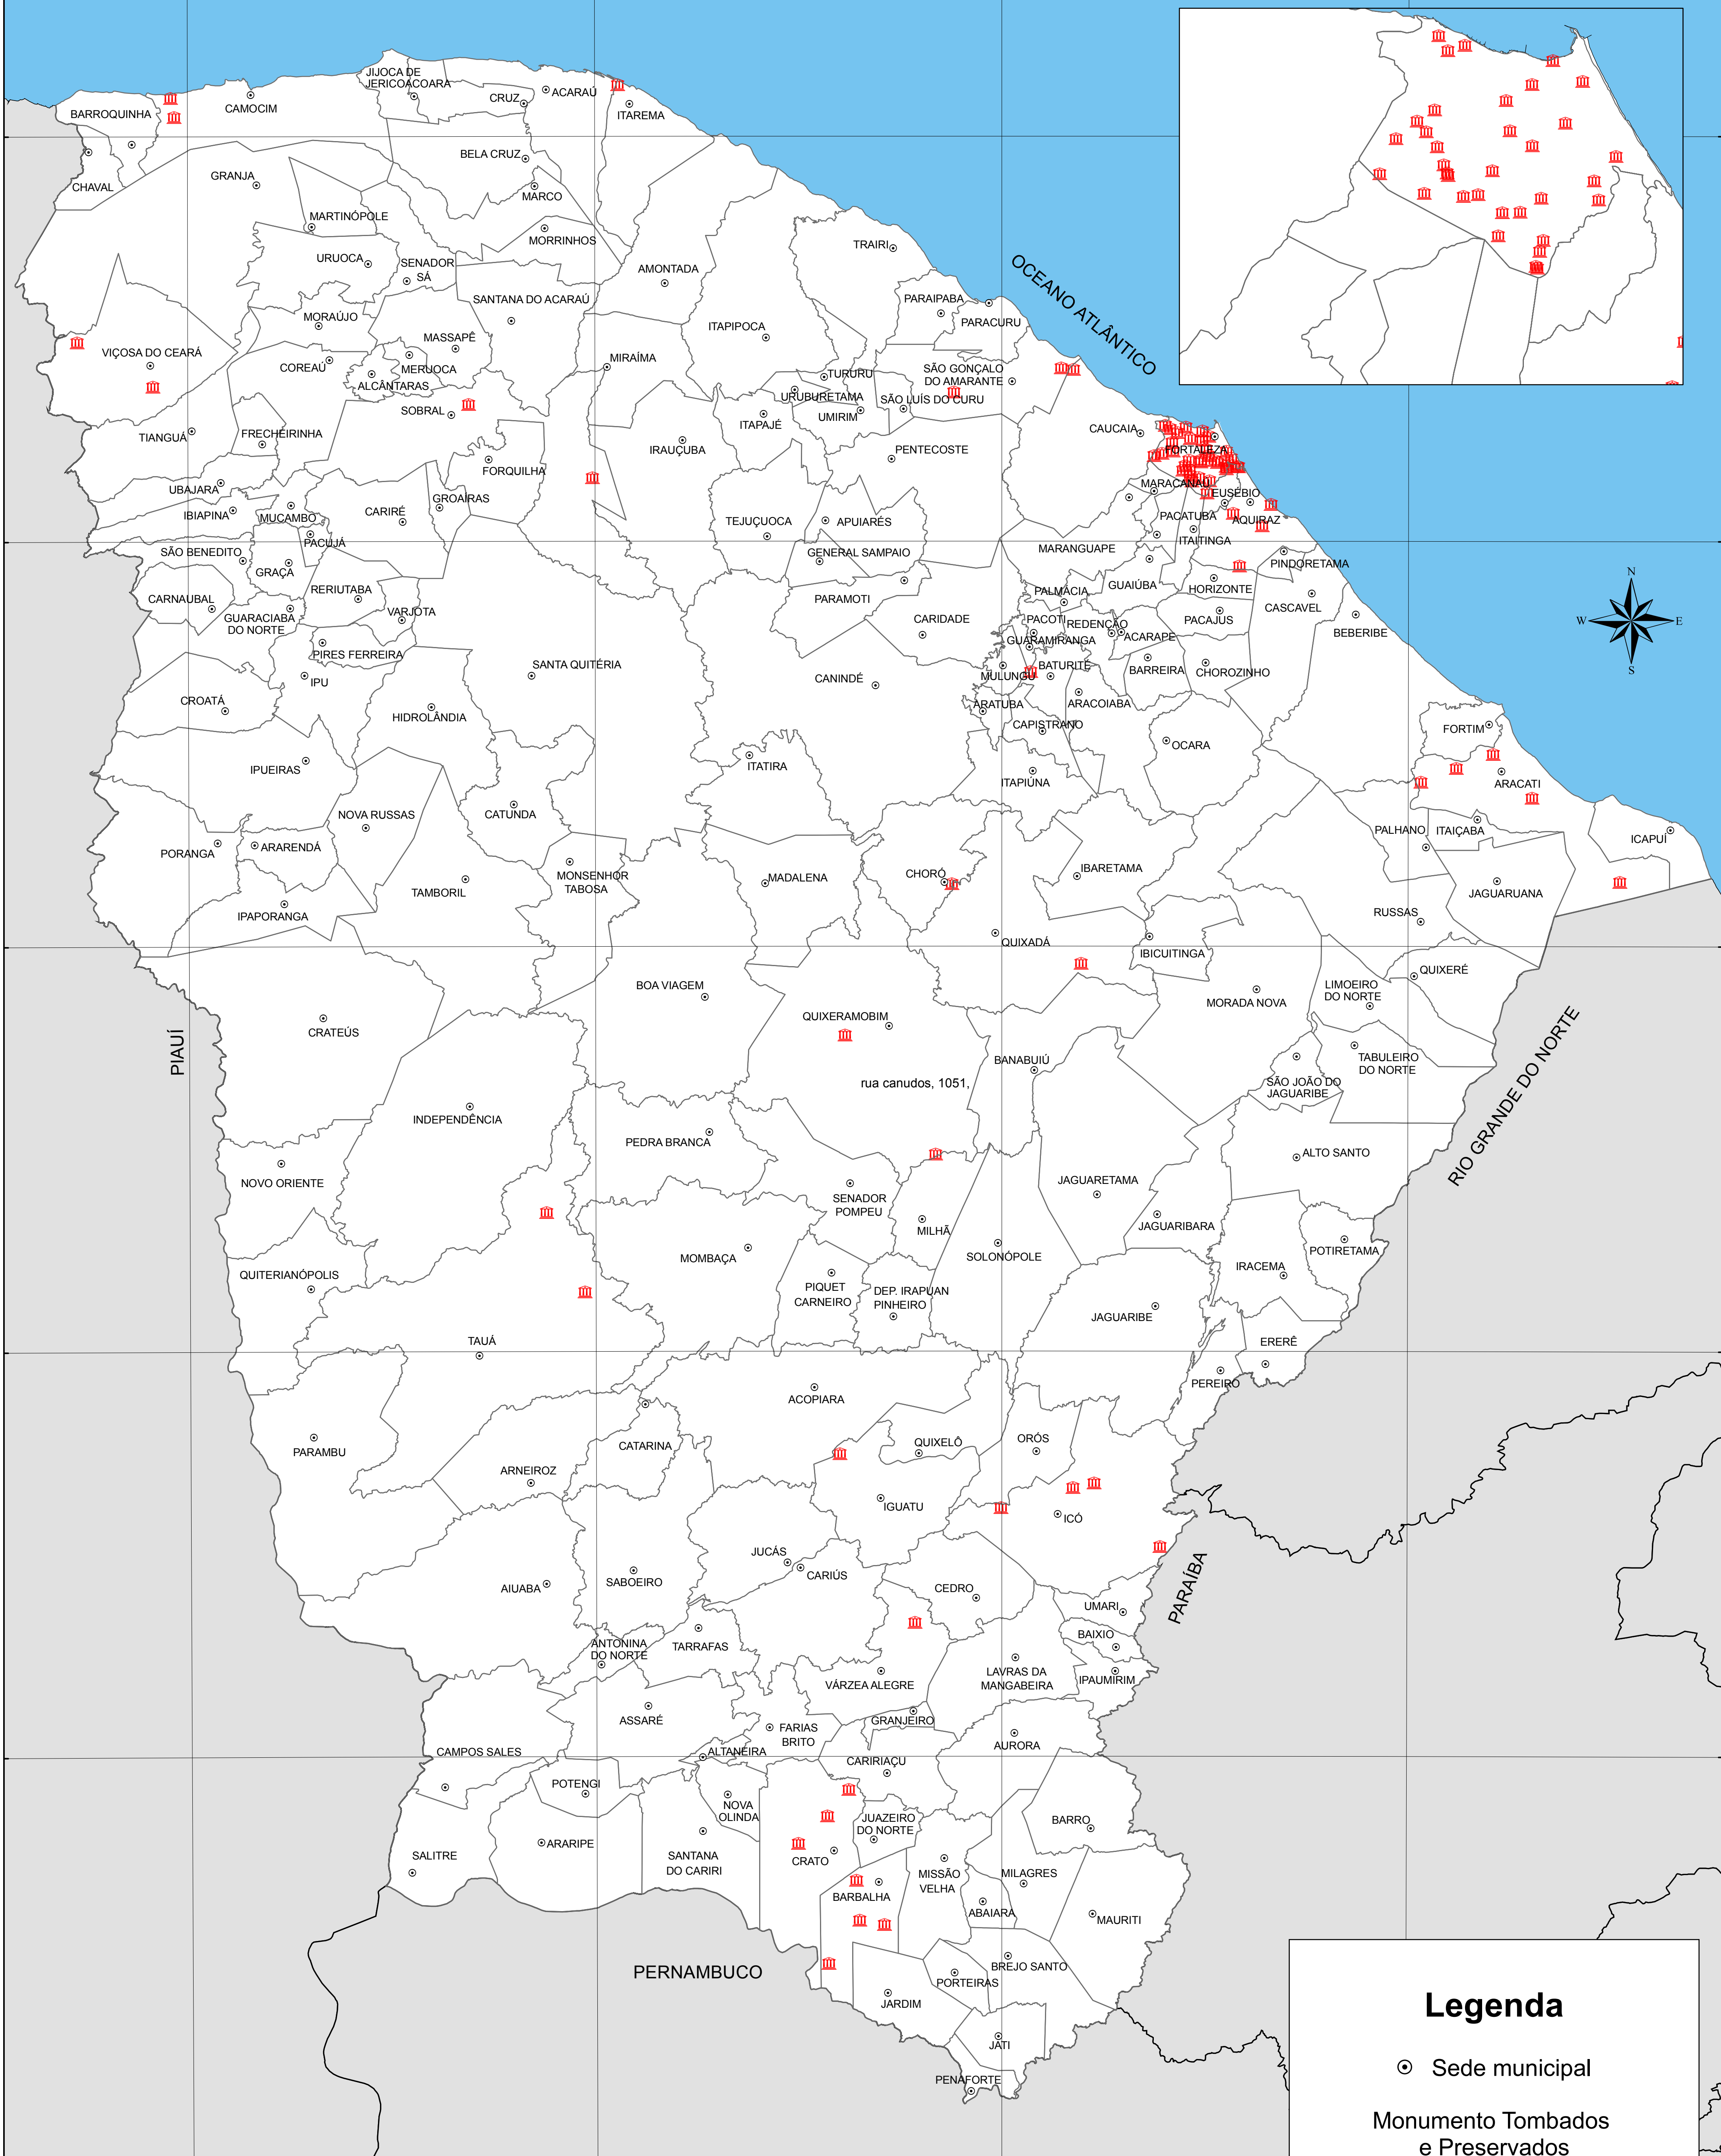 JIJOCA DE
JERICOACOARA
BARROQUINHA
CAMOCIM
CRUZ
ACARAÚ
ITAREMA
BELA CRUZ
CHAVAL
GRANJA
MARCO
MARTINÓPOLE
MORRINHOS
TRAIRI
URUOCA
SENADOR
SÁ
AMONTADA
OCEANO ATLÂNTICO
SANTANA DO ACARAÚ
PARAIPABA
MORAÚJO
ITAPIPOCA
PARACURU
MASSAPÊ
VIÇOSA DO CEARÁ
MIRAÍMA
COREAÚ
MERUOCA
SÃO GONÇALO
DO AMARANTE
TURURU
ALCÂNTARAS
URUBURETAMA
SÃO LUÍS DO CURU
SOBRAL
UMIRIM
ITAPAJÉ
CAUCAIA
TIANGUÁ
FRECHEIRINHA
IRAUÇUBA
PENTECOSTE
FORTALEZA
FORQUILHA
MARACANAÚ
UBAJARA
EUSÉBIO
GROAÍRAS
IBIAPINA
MUCAMBO
CARIRÉ
TEJUÇUOCA
APUIARÉS
PACATUBA
AQUIRAZ
PACUJÁ
ITAITINGA
SÃO BENEDITO
GENERAL SAMPAIO
MARANGUAPE
PINDORETAMA
GRAÇA
GUAIÚBA
HORIZONTE
RERIUTABA
PALMÁCIA
CARNAUBAL
PARAMOTI
CASCAVEL
VARJOTA
GUARACIABA
DO NORTE
CARIDADE
PACOTI
REDENÇÃO
PACAJUS
BEBERIBE
GUARAMIRANGA
ACARAPE
PIRES FERREIRA
SANTA QUITÉRIA
BATURITÉ
BARREIRA
CHOROZINHO
MULUNGU
CANINDÉ
IPU
CROATÁ
ARATUBA
ARACOIABA
HIDROLÂNDIA
CAPISTRANO
FORTIM
OCARA
IPUEIRAS
ITATIRA
ITAPIÚNA
ARACATI
NOVA RUSSAS
CATUNDA
PALHANO
ITAIÇABA
ICAPUÍ
PORANGA
ARARENDÁ
CHORÓ
IBARETAMA
MONSENHOR
TABOSA
MADALENA
TAMBORIL
JAGUARUANA
IPAPORANGA
RUSSAS
QUIXADÁ
IBICUITINGA
QUIXERÉ
BOA VIAGEM
LIMOEIRO
DO NORTE
MORADA NOVA
QUIXERAMOBIM
CRATEÚS
PIAUÍ
BANABUIÚ
TABULEIRO
DO NORTE
rua canudos, 1051,
SÃO JOÃO DO
JAGUARIBE
RIO GRANDE DO NORTE
INDEPENDÊNCIA
PEDRA BRANCA
ALTO SANTO
NOVO ORIENTE
JAGUARETAMA
SENADOR
POMPEU
JAGUARIBARA
MILHÃ
MOMBAÇA
SOLONÓPOLE
POTIRETAMA
IRACEMA
QUITERIANÓPOLIS
PIQUET
CARNEIRO
DEP. IRAPUAN
PINHEIRO
JAGUARIBE
TAUÁ
ERERÊ
PEREIRO
ACOPIARA
ORÓS
QUIXELÔ
CATARINA
PARAMBU
ARNEIROZ
IGUATU
ICÓ
JUCÁS
CARIÚS
SABOEIRO
AIUABA
CEDRO
PARAÍBA
UMARI
BAIXIO
ANTONINA
DO NORTE
TARRAFAS
LAVRAS DA
MANGABEIRA
IPAUMIRIM
VÁRZEA ALEGRE
ASSARÉ
GRANJEIRO
FARIAS
BRITO
AURORA
CAMPOS SALES
ALTANEIRA
CARIRIAÇU
POTENGI
NOVA
OLINDA
JUAZEIRO
DO NORTE
BARRO
ARARIPE
SALITRE
SANTANA
DO CARIRI
CRATO
MISSÃO
VELHA
MILAGRES
BARBALHA
ABAIARA
MAURITI
PERNAMBUCO
BREJO SANTO
PORTEIRAS
JARDIM
JATI
PENAFORTE
N
W
E
S
Legenda
Sede municipal
Monumento Tombados
e Preservados